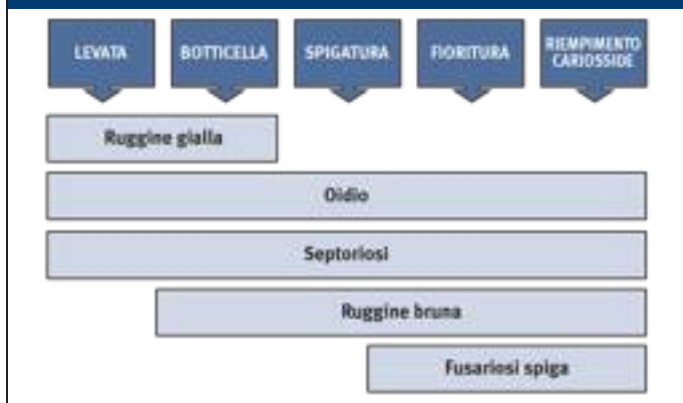 LEVATA
BOTTICELLA
SPIGATURA
FIORITURA
RIEMPIMENTO
CARIOSSIDE
Ruggine gialla
Oidio
Septoriosi
Ruggine bruna
Fusariosi spiga